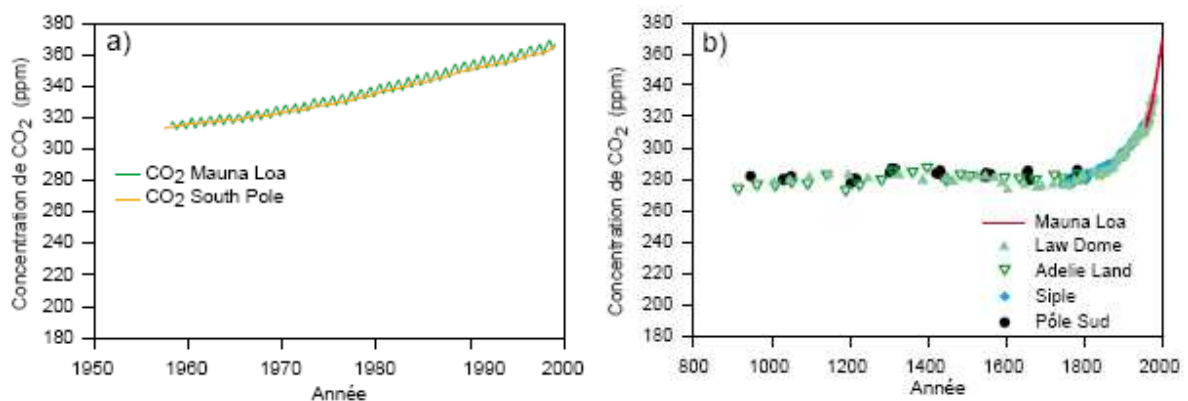 a)
Concentration de CO2 (ppm)
380
360
340
320
300
280
260
240
220
200
180
CO2 Mauna Loa
CO2 South Pole
1950 1960 1970 1980 1990 2000
Année
b)
Concentration de CO2 (ppm)
380
360
340
320
300
280
260
240
220
200
180
Mauna Loa
Law Dome
Adelie Land
Siple
Pôle Sud
800 1000 1200 1400 1600 1800 2000
Année